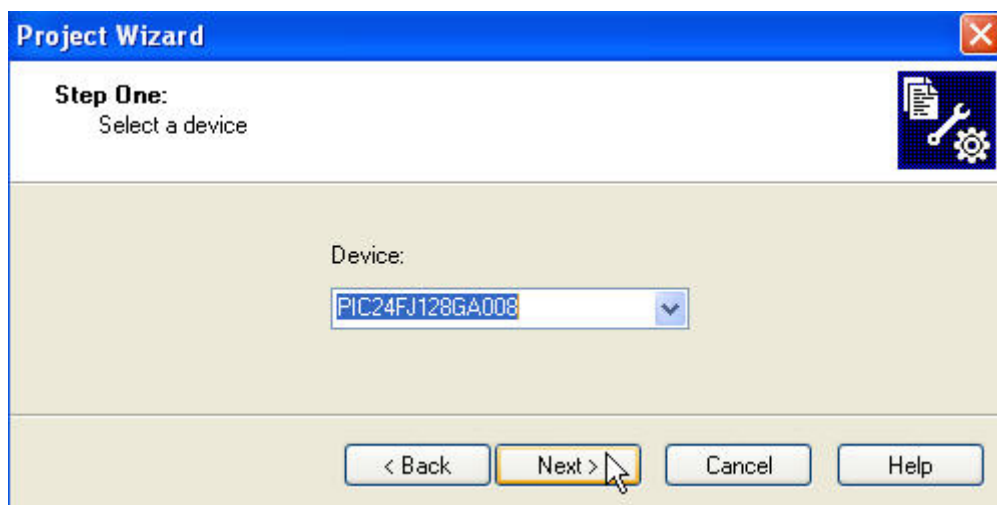 Project Wizard
Step One:
Select a device
Device:
PIC24FJ128GA008
< Back Next > Cancel Help